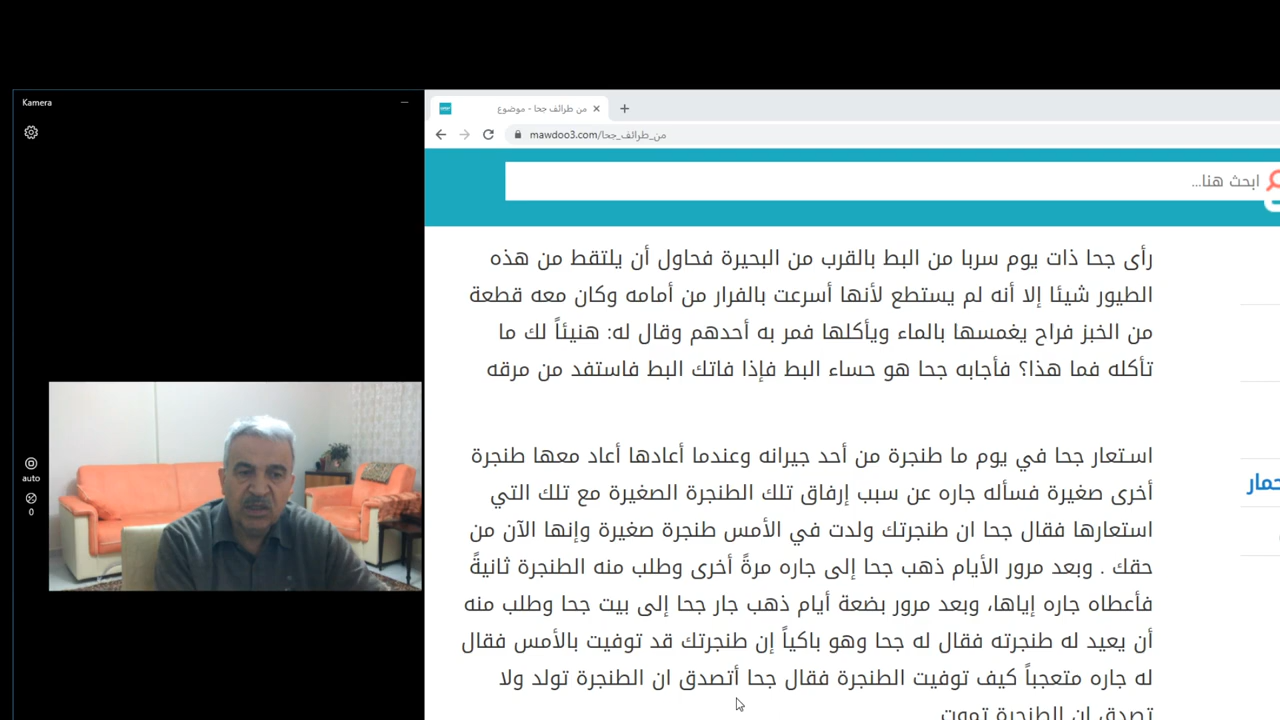 Kamera
من طرائف جحا - موضوع
mawdoo3.com/من_طرائف_جحا
ابحث هنا...
رأى جحا ذات يوم سربا من البط بالقرب من البحيرة فحاول أن يلتقط من هذه
الطيور شيئا إلا أنه لم يستطع لأنها أسرعت بالفرار من أمامه وكان معه قطعة
من الخبز فراح يغمسها بالماء ويأكلها فمر به أحدهم وقال له: هنيئاً لك ما
تأكله فما هذا؟ فأجابه جحا هو حساء البط فإذا فاتك البط فاستفد من مرقه
استعار جحا في يوم ما طنجرة من أحد جيرانه وعندما أعادها أعاد معها طنجرة
أخرى صغيرة فسأله جاره عن سبب إرفاق تلك الطنجرة الصغيرة مع تلك التي
استعارها فقال جحا ان طنجرتك ولدت في الأمس طنجرة صغيرة وإنها الآن من
حقك . وبعد مرور الأيام ذهب جحا إلى جاره مرةً أخرى وطلب منه الطنجرة ثانيةً
فأعطاه جاره إياها، وبعد مرور بضعة أيام ذهب جار جحا إلى بيت جحا وطلب منه
أن يعيد له طنجرته فقال له جحا وهو باكياً إن طنجرتك قد توفيت بالأمس فقال
له جاره متعجباً كيف توفيت الطنجرة فقال جحا أتصدق ان الطنجرة تولد ولا
تصدق ان الطنجرة تموت
حمار
auto
0